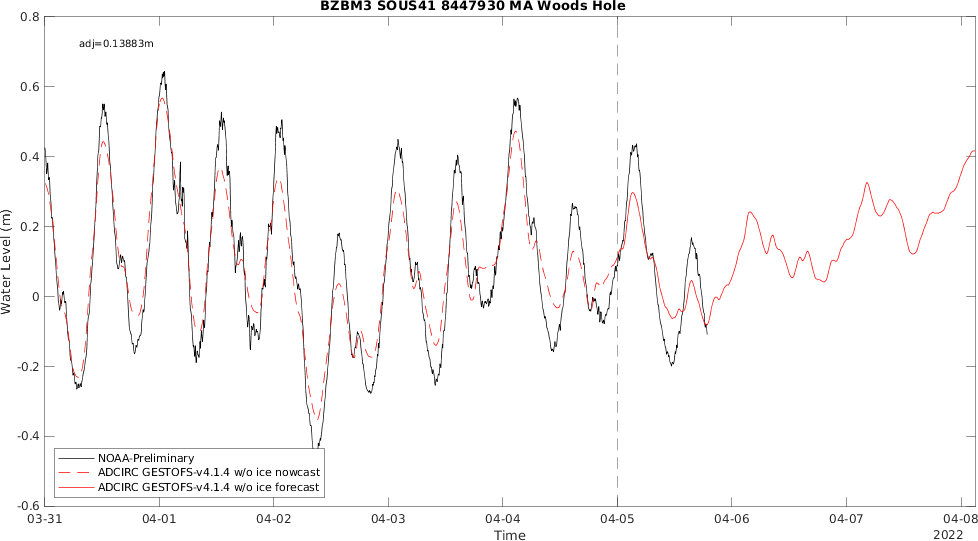 BZBM3 SOUS41 8447930 MA Woods Hole
adj=0.13883m
0.8
0.6
0.4
0.2
0
-0.2
-0.4
-0.6
Water Level (m)
NOAA-Preliminary
ADCIRC GESTOFS-v4.1.4 w/o ice nowcast
ADCIRC GESTOFS-v4.1.4 w/o ice forecast
03-31 04-01 04-02 04-03 04-04 04-05 04-06 04-07 04-08
Time
2022